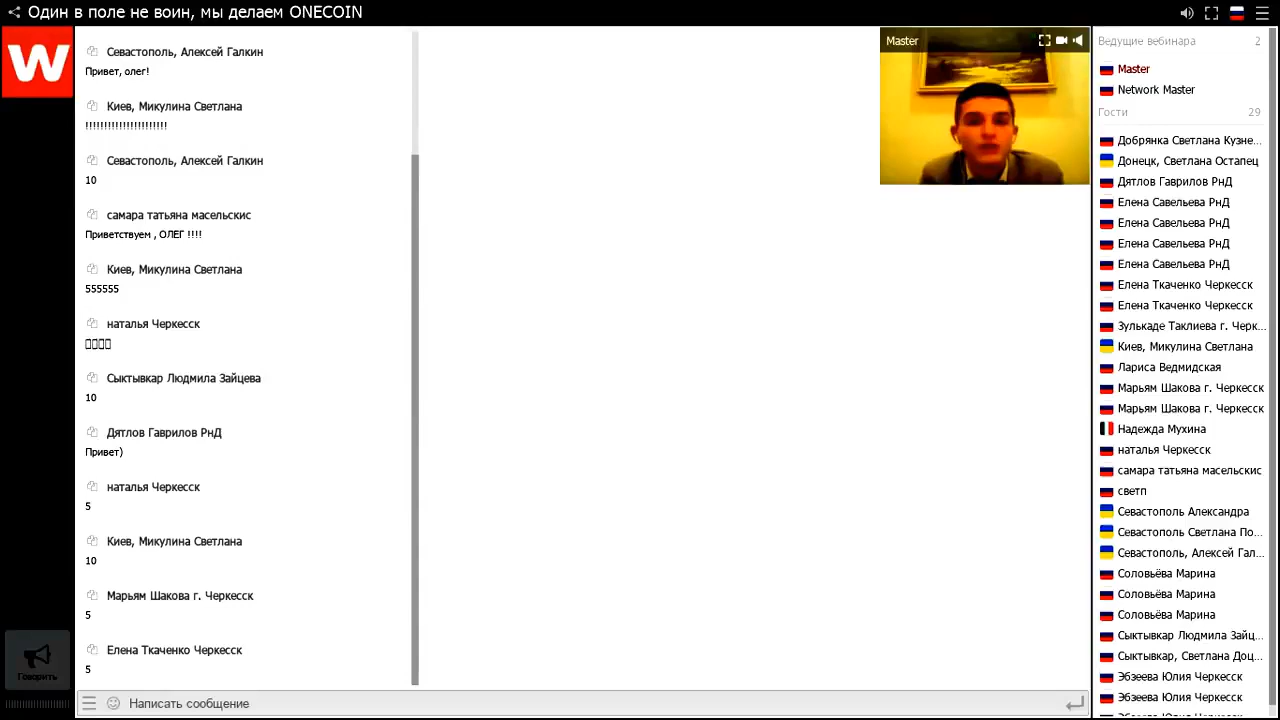 Один в поле не воин, мы делаем ONECOIN
W
Севастополь, Алексей Галкин
Привет, олег!
Киев, Микулина Светлана
!!!!!!!!!!!!!!!!!!!!!!
Севастополь, Алексей Галкин
10
самара татьяна масельскис
Приветствуем , ОЛЕГ !!!!
Киев, Микулина Светлана
555555
наталья Черкесск
Сыктывкар Людмила Зайцева
10
Дятлов Гаврилов РнД
Привет)
наталья Черкесск
5
Киев, Микулина Светлана
10
Марьям Шакова г. Черкесск
5
Елена Ткаченко Черкесск
5
Говорить
Написать сообщение
Master
Ведущие вебинара 2
Master
Network Master
Гости 29
Добрянка Светлана Кузне...
Донецк, Светлана Остапец
Дятлов Гаврилов РнД
Елена Савельева РнД
Елена Савельева РнД
Елена Савельева РнД
Елена Савельева РнД
Елена Ткаченко Черкесск
Елена Ткаченко Черкесск
Зулькаде Таклиева г. Черк...
Киев, Микулина Светлана
Лариса Ведмидская
Марьям Шакова г. Черкесск
Марьям Шакова г. Черкесск
Надежда Мухина
наталья Черкесск
самара татьяна масельскис
светп
Севастополь Александра
Севастополь Светлана По...
Севастополь, Алексей Гал...
Соловьёва Марина
Соловьёва Марина
Соловьёва Марина
Сыктывкар Людмила Зайц...
Сыктывкар, Светлана Доц...
Эбзеева Юлия Черкесск
Эбзеева Юлия Черкесск
Эбзеева Юлия Черкесск